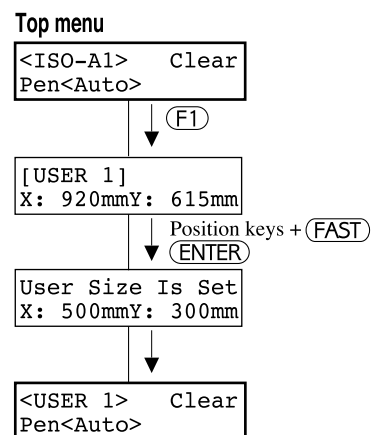 Top menu
<ISO-A1> Clear
Pen<Auto>
F1
[USER 1]
X: 920mmY: 615mm
Position keys + FAST
ENTER
User Size Is Set
X: 500mmY: 300mm
<USER 1> Clear
Pen<Auto>